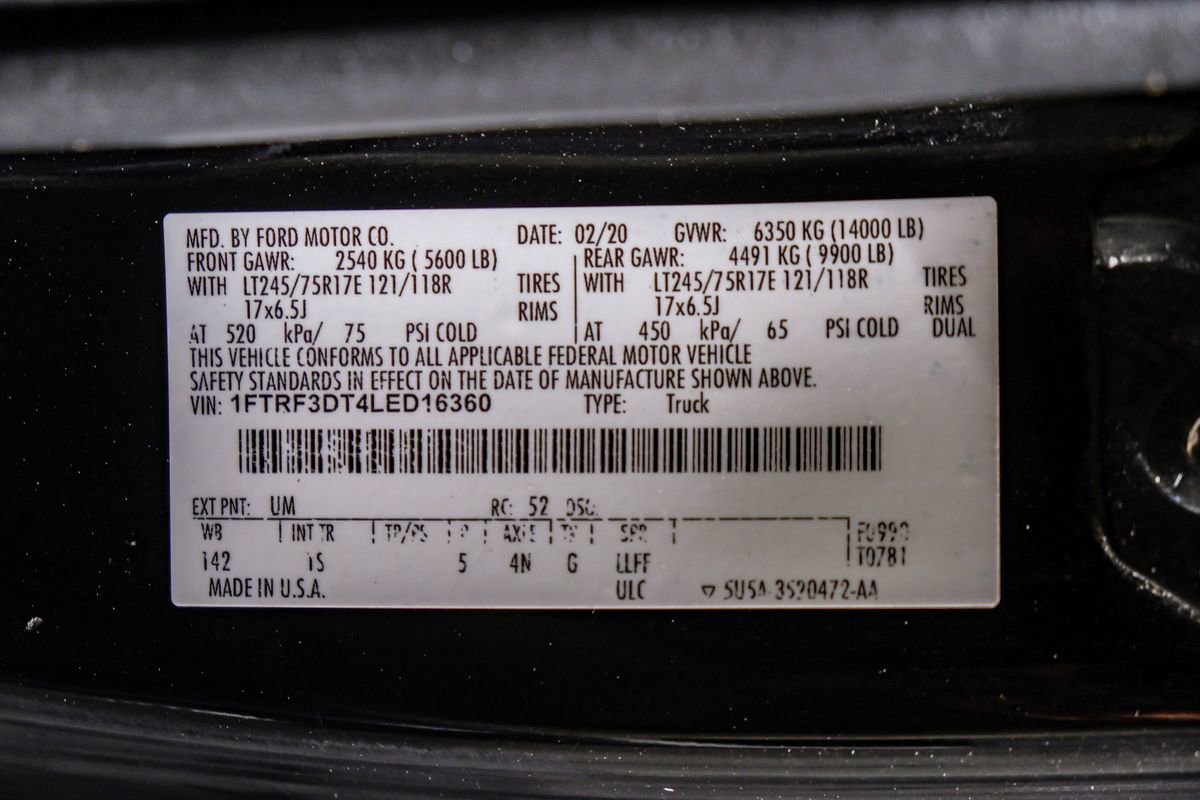 MFD. BY FORD MOTOR CO. DATE: 02/20 GVWR: 6350 KG (14000 LB)
FRONT GAWR: 2540 KG ( 5600 LB) REAR GAWR: 4491 KG ( 9900 LB)
WITH LT245/75R17E 121/118R TIRES WITH LT245/75R17E 121/118R TIRES
17x6.5J RIMS 17x6.5J RIMS
AT 520 kPa/ 75 PSI COLD AT 450 kPa/ 65 PSI COLD DUAL
THIS VEHICLE CONFORMS TO ALL APPLICABLE FEDERAL MOTOR VEHICLE
SAFETY STANDARDS IN EFFECT ON THE DATE OF MANUFACTURE SHOWN ABOVE.
VIN: 1FTRF3DT4LED16360 TYPE: Truck
EXT PNT: UM RC: 52 DSO:
WB INT TR TP/PS R AXLE TR SPR
142 1S 5 4N G LLFF T0781
MADE IN U.S.A. ULC